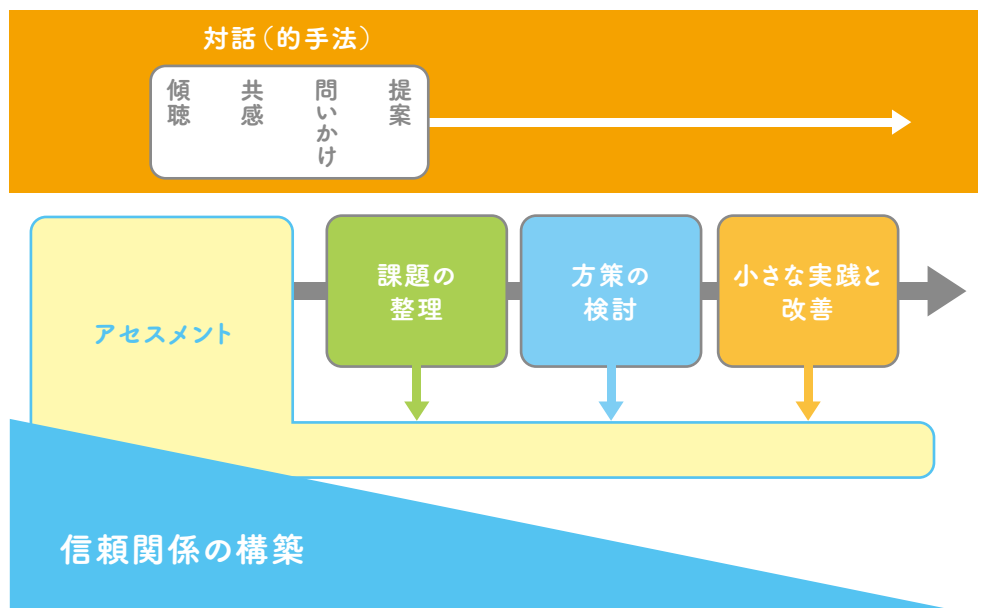 対話（的手法）
傾聴
共感
問いかけ
提案
アセスメント
課題の
整理
方策の
検討
小さな実践と
改善
信頼関係の構築